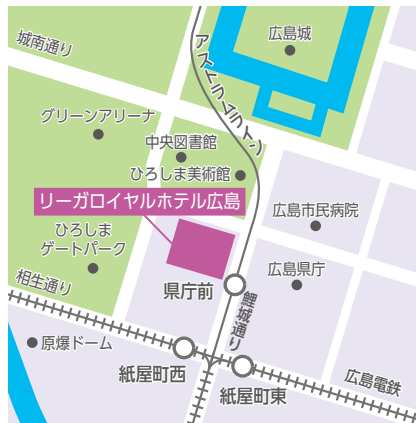 城南通り
広島城
アストラムライン
グリーンアリーナ
中央図書館
ひろしま美術館
リーガロイヤルホテル広島
広島市民病院
ひろしま
ゲートパーク
広島県庁
相生通り
県庁前
鯉城通り
原爆ドーム
紙屋町西
紙屋町東
広島電鉄